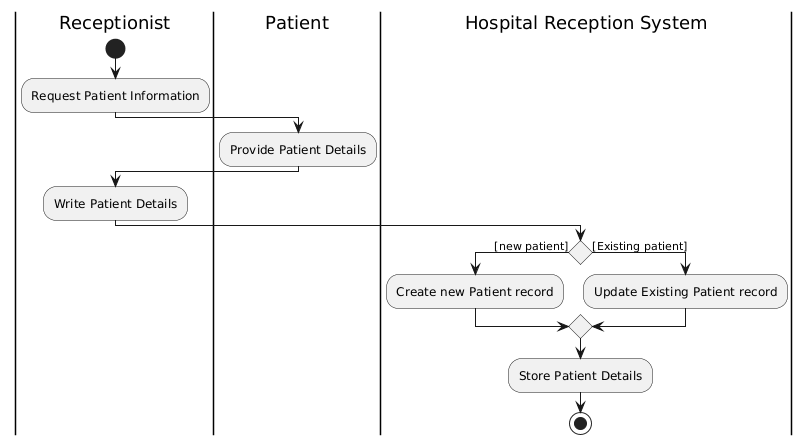 Receptionist
Patient
Hospital Reception System
Request Patient Information
Provide Patient Details
Write Patient Details
[new patient]
[Existing patient]
Create new Patient record
Update Existing Patient record
Store Patient Details